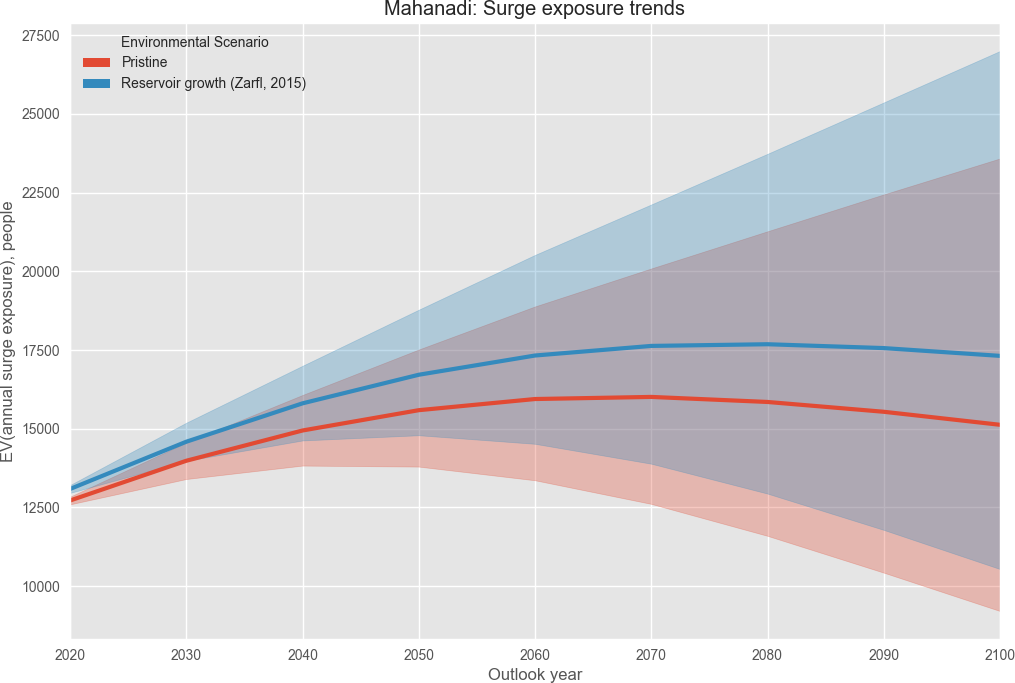 Mahanadi: Surge exposure trends
Environmental Scenario
Pristine
Reservoir growth (Zarfl, 2015)
EV(annual surge exposure), people
27500
25000
22500
20000
17500
15000
12500
10000
2020 2030 2040 2050 2060 2070 2080 2090 2100
Outlook year